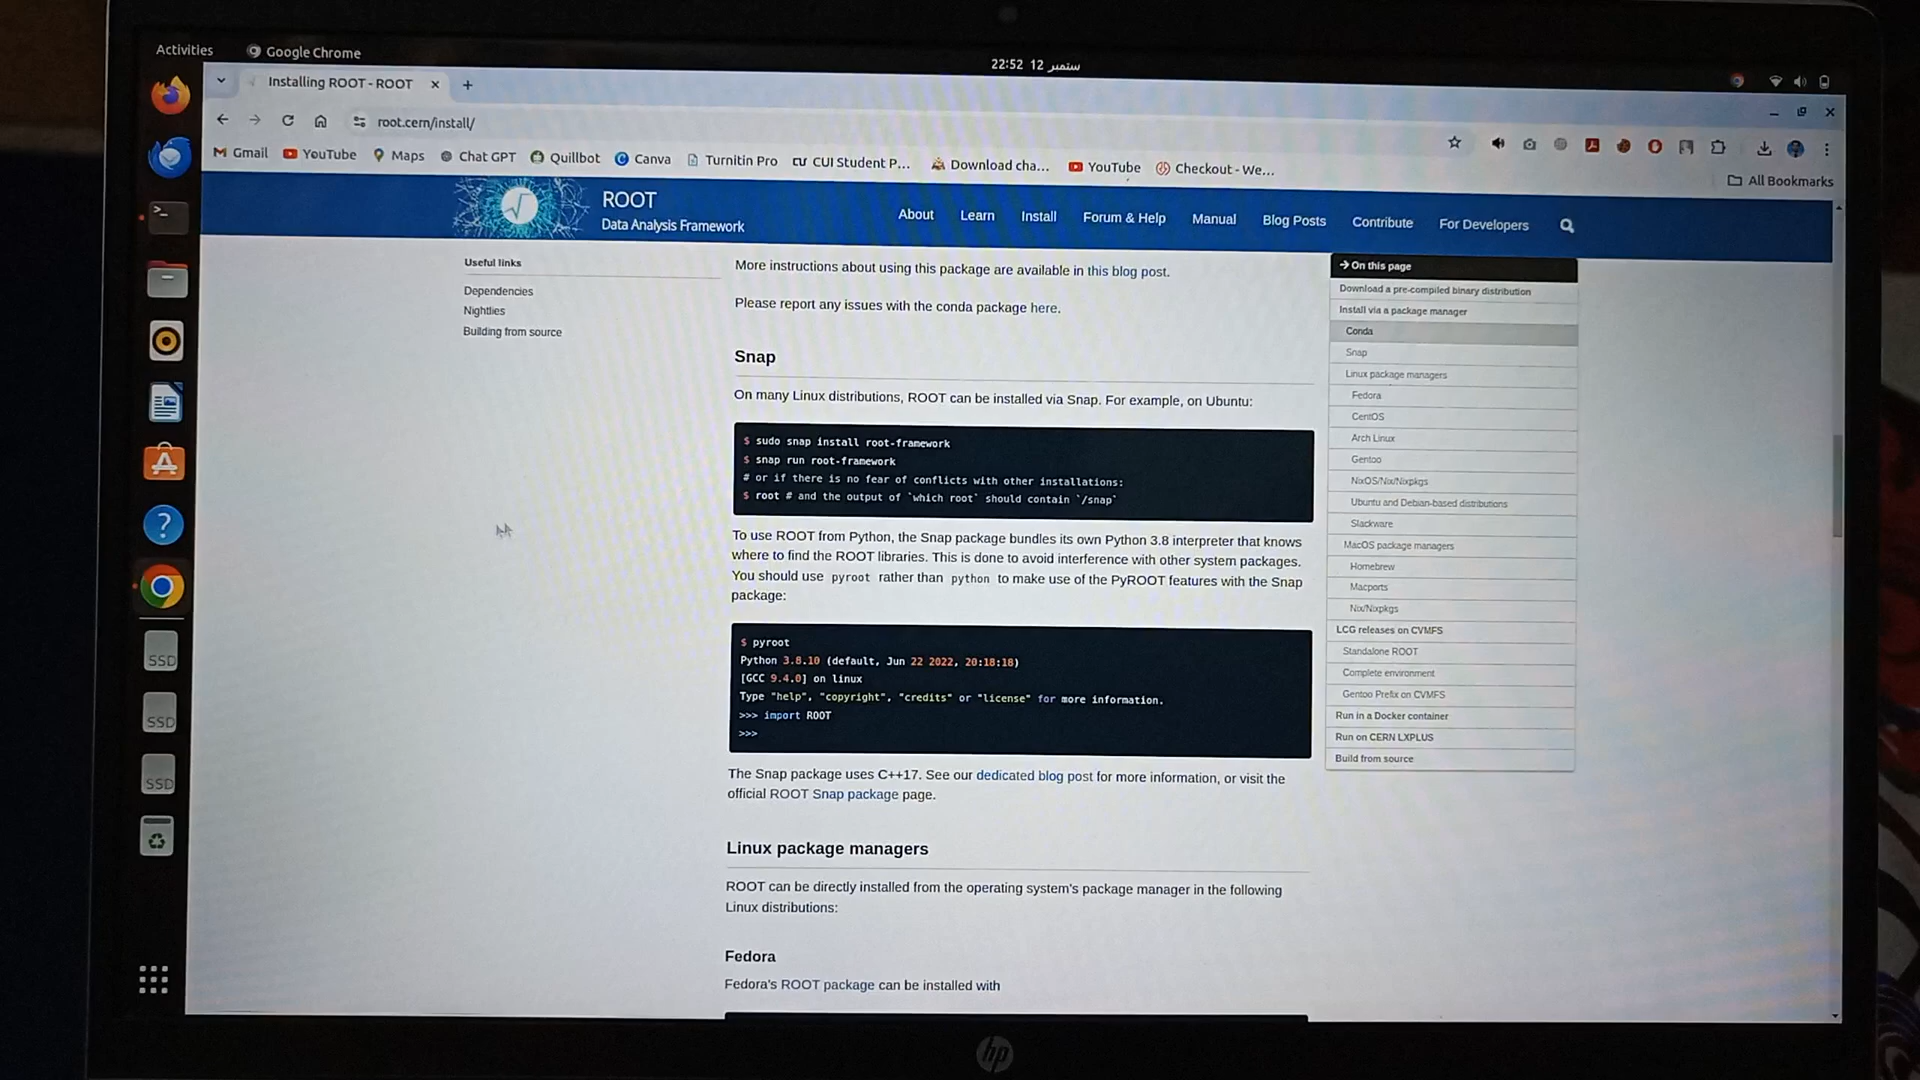 Activities
Google Chrome
22:52 12 ستمبر
Installing ROOT - ROOT
root.cern/install/
Gmail
YouTube
Maps
Chat GPT
Quillbot
Canva
Turnitin Pro
CUI Student P...
Download cha...
YouTube
Checkout - We...
All Bookmarks
ROOT
Data Analysis Framework
About
Learn
Install
Forum & Help
Manual
Blog Posts
Contribute
For Developers
Useful links
Dependencies
Nightlies
Building from source
More instructions about using this package are available in this blog post.
Please report any issues with the conda package here.
Snap
On many Linux distributions, ROOT can be installed via Snap. For example, on Ubuntu:
$ sudo snap install root-framework
$ snap run root-framework
# or if there is no fear of conflicts with other installations:
$ root # and the output of `which root` should contain `/snap`
To use ROOT from Python, the Snap package bundles its own Python 3.8 interpreter that knows
where to find the ROOT libraries. This is done to avoid interference with other system packages.
You should use pyroot rather than python to make use of the PyROOT features with the Snap
package:
$ pyroot
Python 3.8.10 (default, Jun 22 2022, 20:18:18)
[GCC 9.4.0] on linux
Type "help", "copyright", "credits" or "license" for more information.
>>> import ROOT
>>>
The Snap package uses C++17. See our dedicated blog post for more information, or visit the
official ROOT Snap package page.
Linux package managers
ROOT can be directly installed from the operating system's package manager in the following
Linux distributions:
Fedora
Fedora's ROOT package can be installed with
→ On this page
Download a pre-compiled binary distribution
Install via a package manager
Conda
Snap
Linux package managers
Fedora
CentOS
Arch Linux
Gentoo
NixOS/Nix/Nixpkgs
Ubuntu and Debian-based distributions
Slackware
MacOS package managers
Homebrew
Macports
Nix/Nixpkgs
LCG releases on CVMFS
Standalone ROOT
Complete environment
Gentoo Prefix on CVMFS
Run in a Docker container
Run on CERN LXPLUS
Build from source
SSD
SSD
SSD
hp